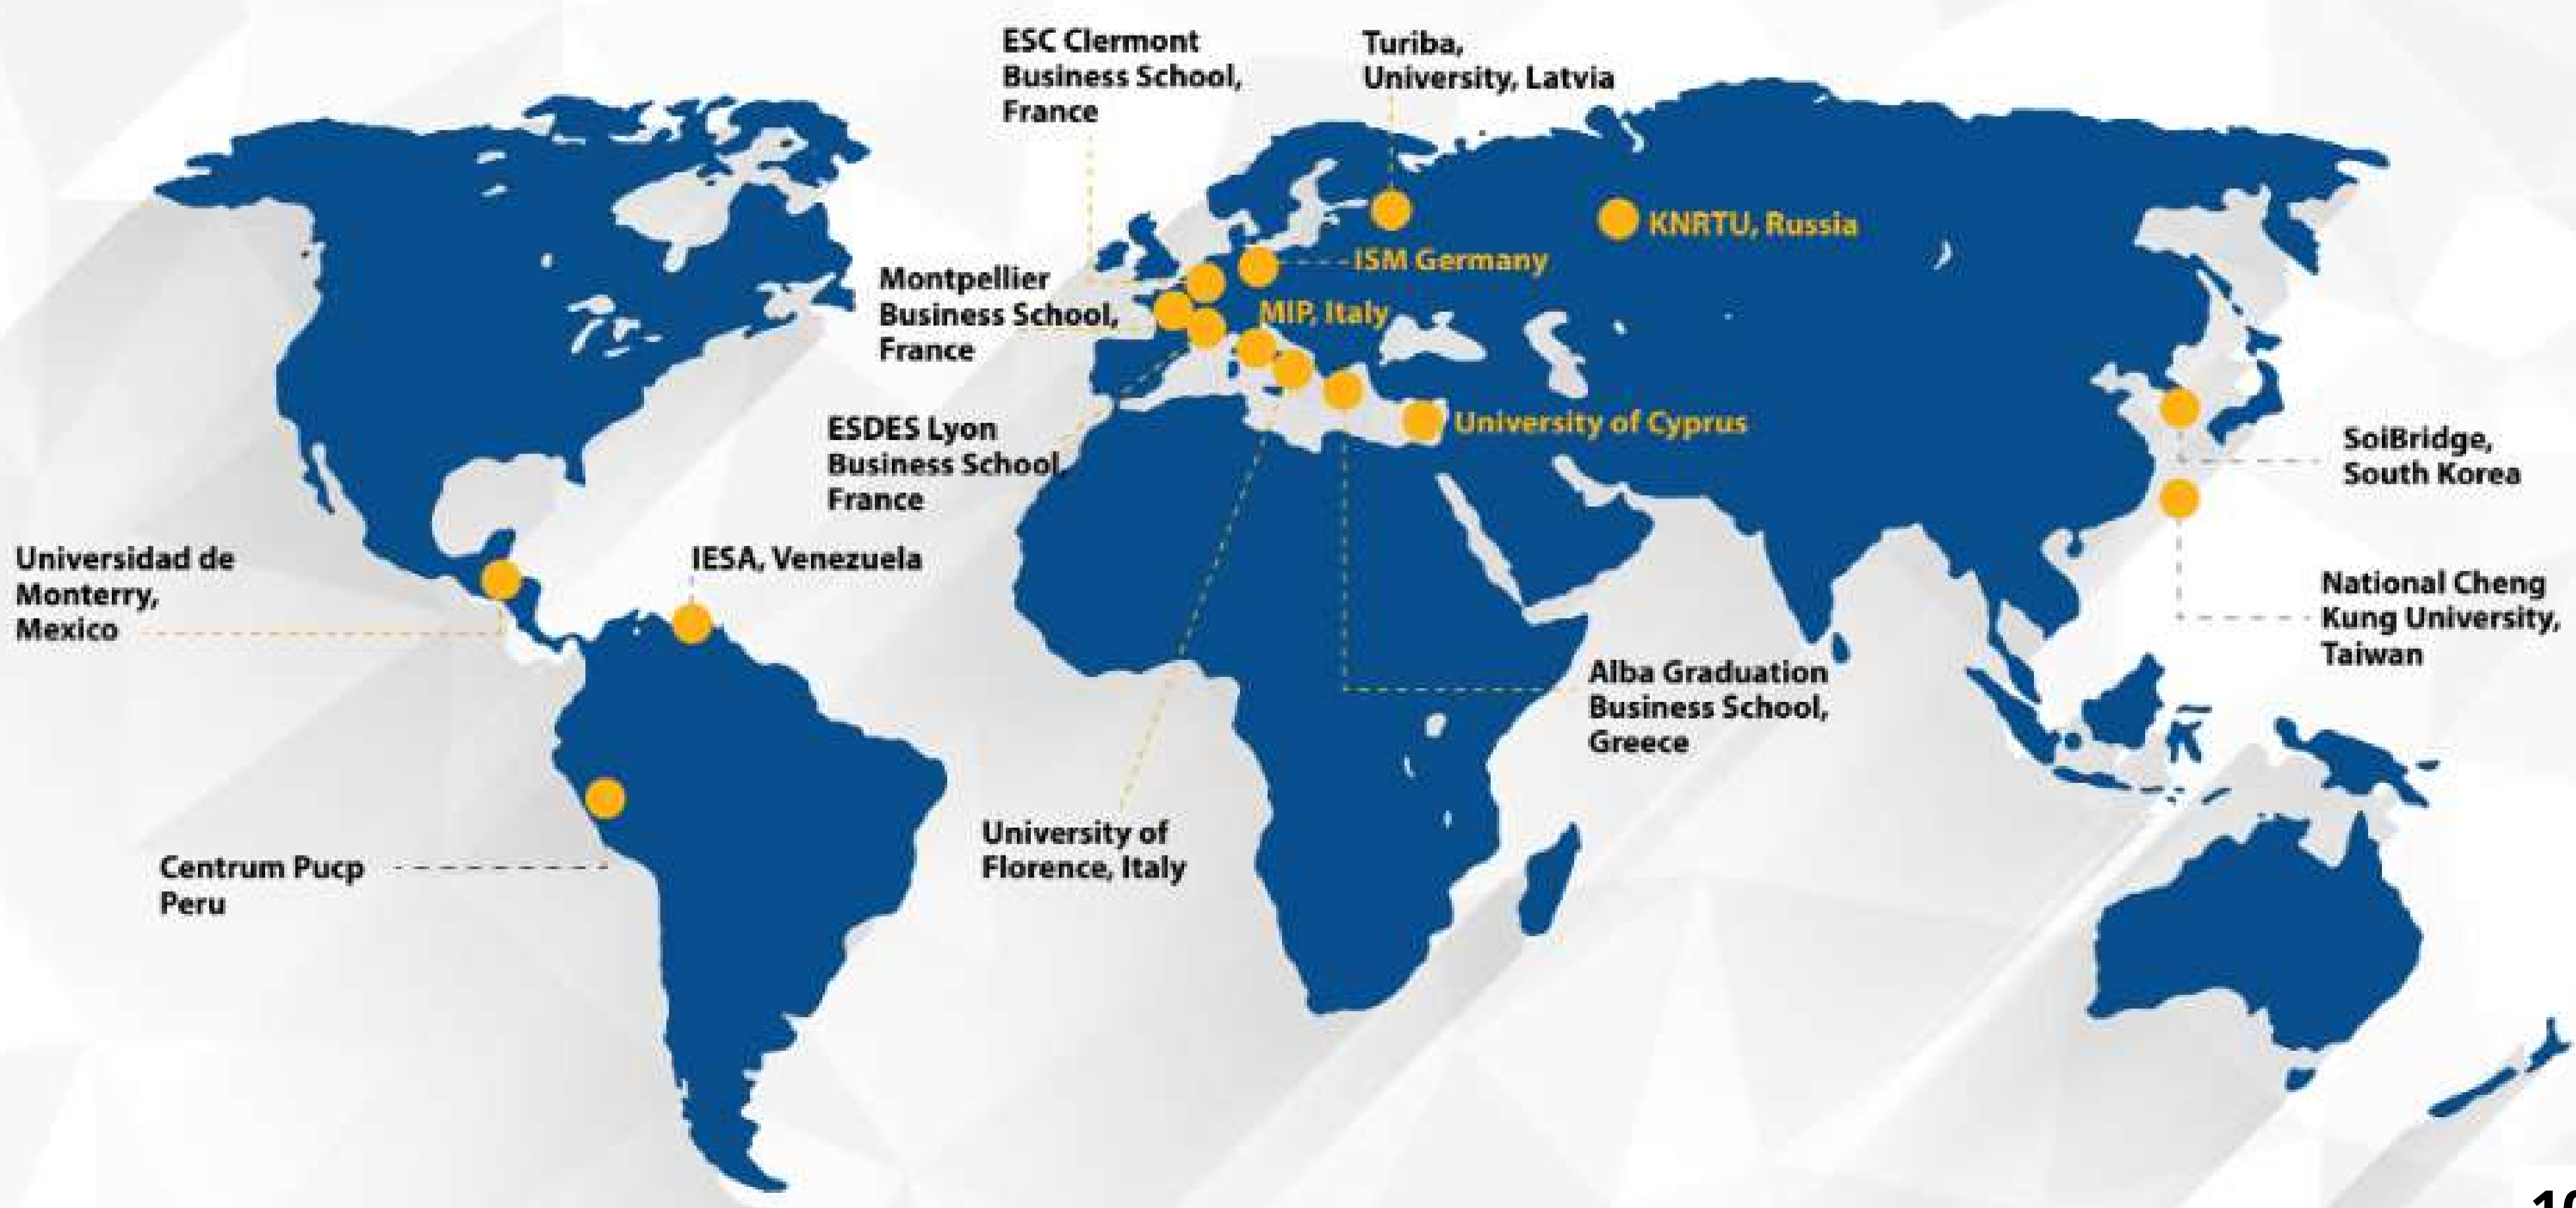 ESC Clermont
Business School,
France
Turiba,
University, Latvia
KNRTU, Russia
ISM Germany
Montpellier
Business School,
France
MIP, Italy
ESDES Lyon
Business School,
France
University of Cyprus
SoiBridge,
South Korea
Universidad de
Monterry,
Mexico
IESA, Venezuela
National Cheng
Kung University,
Taiwan
Alba Graduation
Business School,
Greece
University of
Florence, Italy
Centrum Pucp
Peru